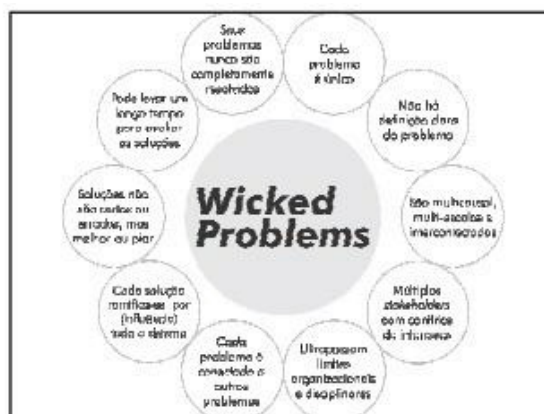 Wicked
Problems
Seus
problemas
nunca são
completamente
resolvidos
Cada
problema
é único
Não há
definição clara
do problema
São multicausal,
multi-escalas e
interconectados
Múltiplos
stakeholders
com conflitos
de interesse
Ultrapassam
limites
organizacionais
e disciplinares
Cada
problema é
conectado a
outros
problemas
Cada solução
ramifica-se por
(influencia)
todo o sistema
Soluções não
são certas ou
erradas, mas
melhor ou pior
Pode levar um
longo tempo
para avaliar
as soluções